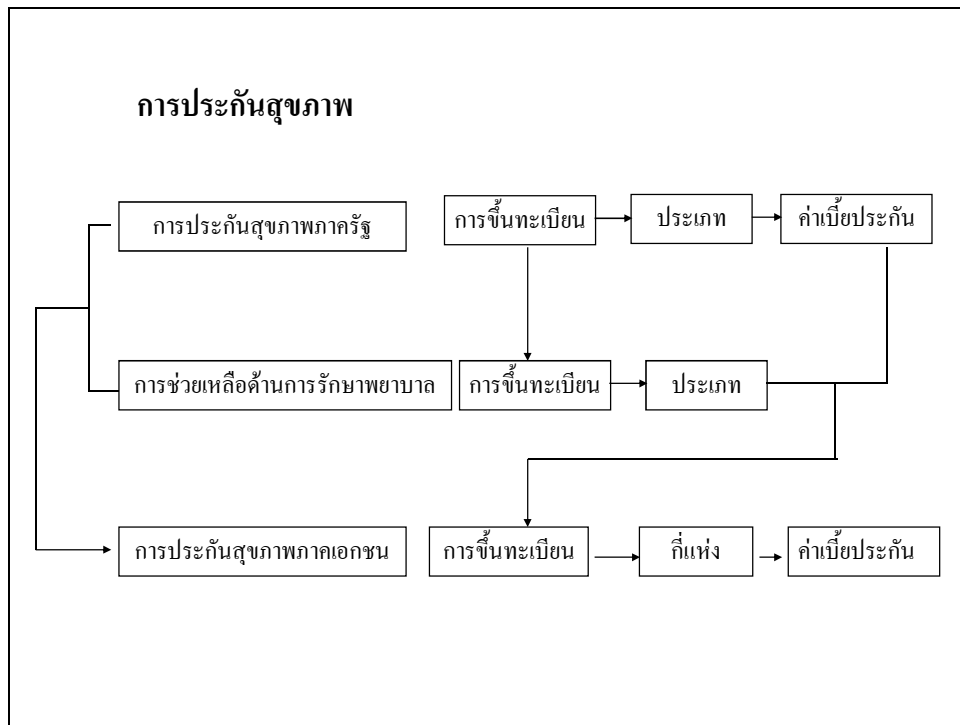 การประกันสุขภาพ
การประกันสุขภาพภาครัฐ
การขึ้นทะเบียน
ประเภท
ค่าเบี้ยประกัน
การช่วยเหลือด้านการรักษาพยาบาล
การขึ้นทะเบียน
ประเภท
การประกันสุขภาพภาคเอกชน
การขึ้นทะเบียน
กี่แห่ง
ค่าเบี้ยประกัน